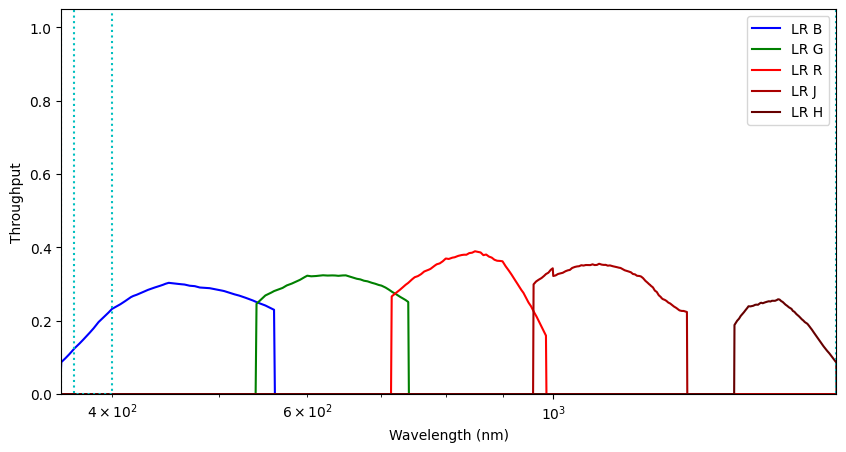 1.0
0.8
0.6
0.4
0.2
0.0
Throughput
4 × 10²
6 × 10²
10³
Wavelength (nm)
LR B
LR G
LR R
LR J
LR H